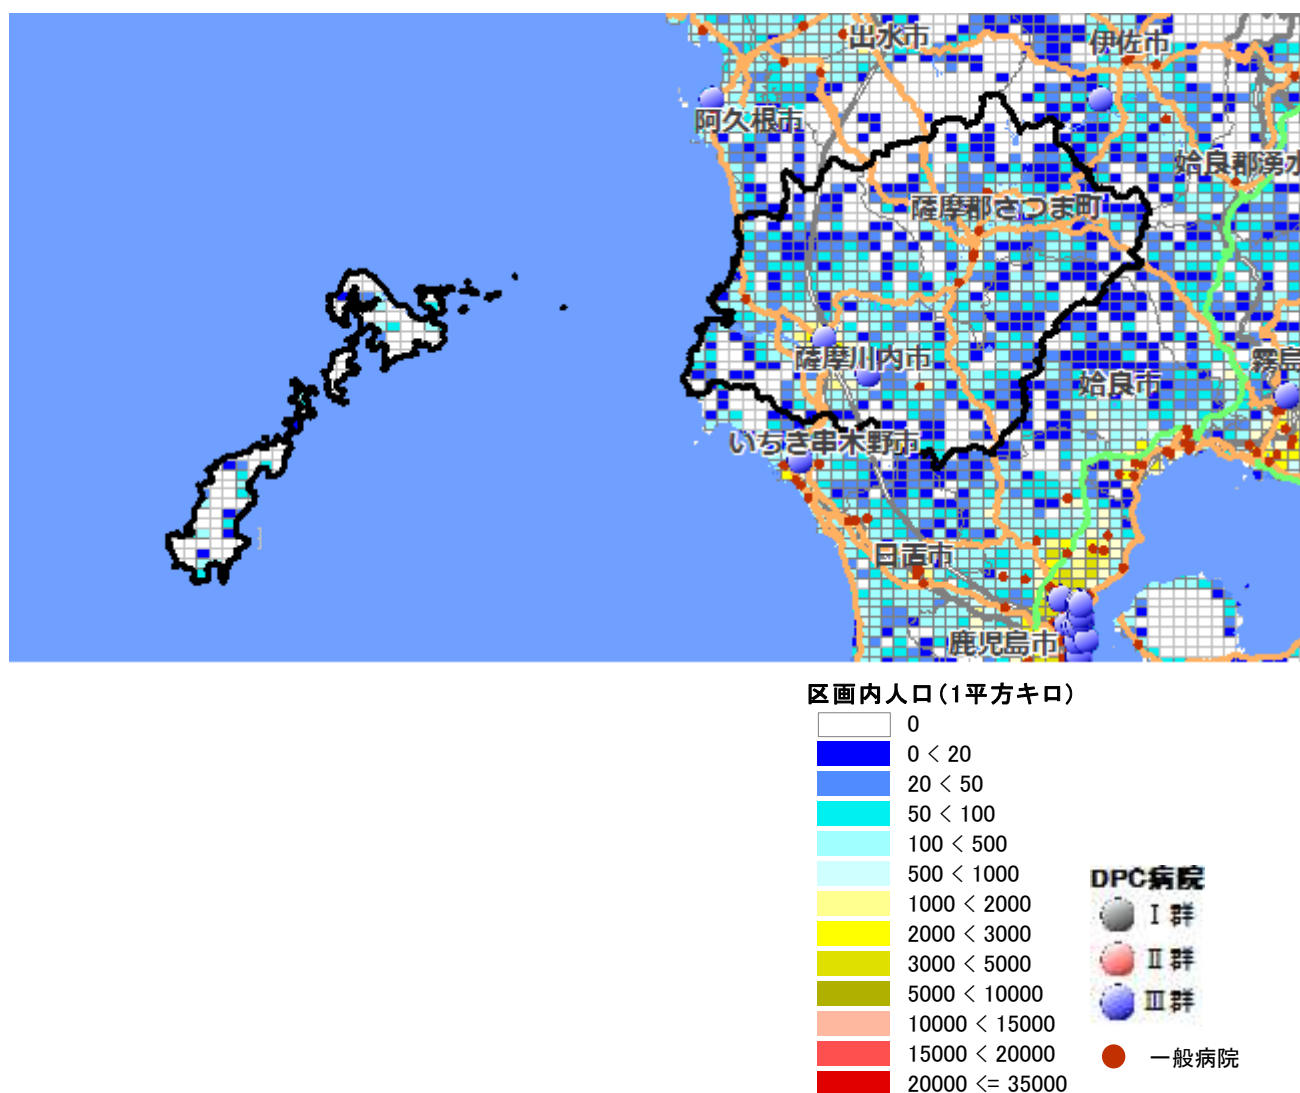 出水市
伊佐市
阿久根市
姶良郡湧水
薩摩郡さつま町
薩摩川内市
霧島
姶良市
いちき串木野市
日置市
鹿児島市
区画内人口(1平方キロ)
0
0 < 20
20 < 50
50 < 100
100 < 500
500 < 1000
1000 < 2000
2000 < 3000
3000 < 5000
5000 < 10000
10000 < 15000
15000 < 20000
20000 <= 35000
DPC病院
Ⅰ群
Ⅱ群
Ⅲ群
一般病院